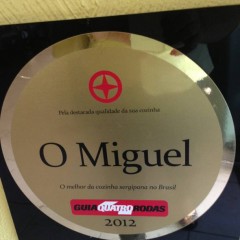 Pela destacada qualidade da sua cozinha
O Miguel
O melhor da cozinha sergipana no Brasil
GUIA QUATRO RODAS
2012